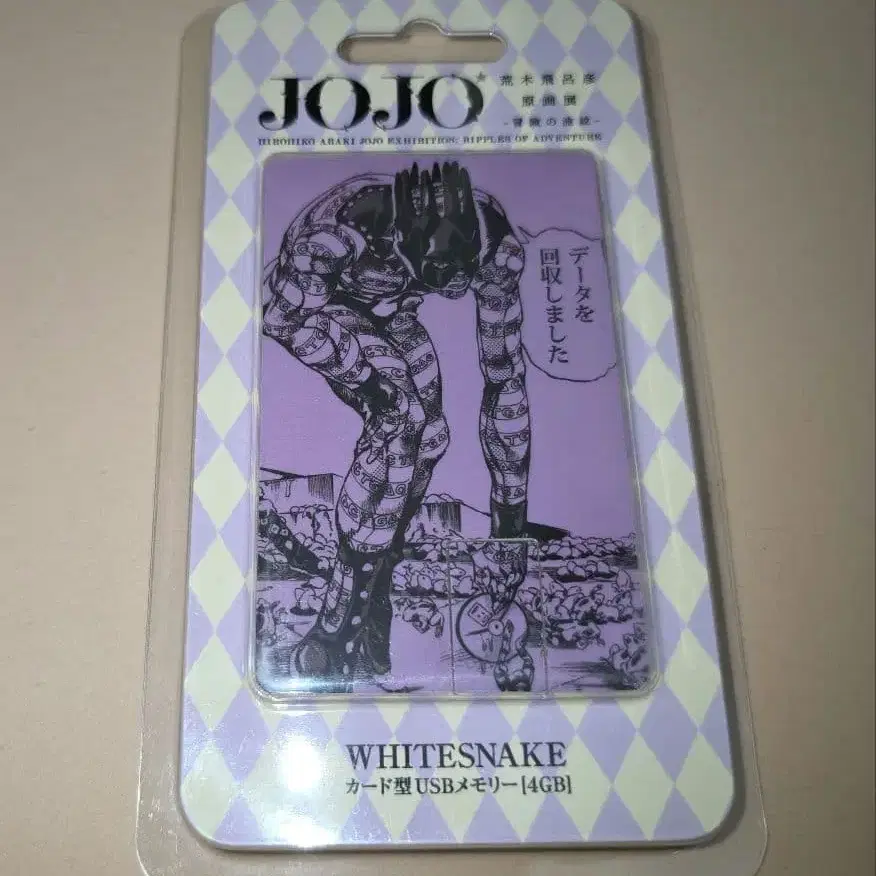 JOJO
荒木飛呂彦
原画展
-冒険の波紋-
HIROHIKO ARAKI JOJO EXHIBITION: RIPPLES OF ADVENTURE
データを
回収しました
WHITESNAKE
カード型USBメモリー[4GB]